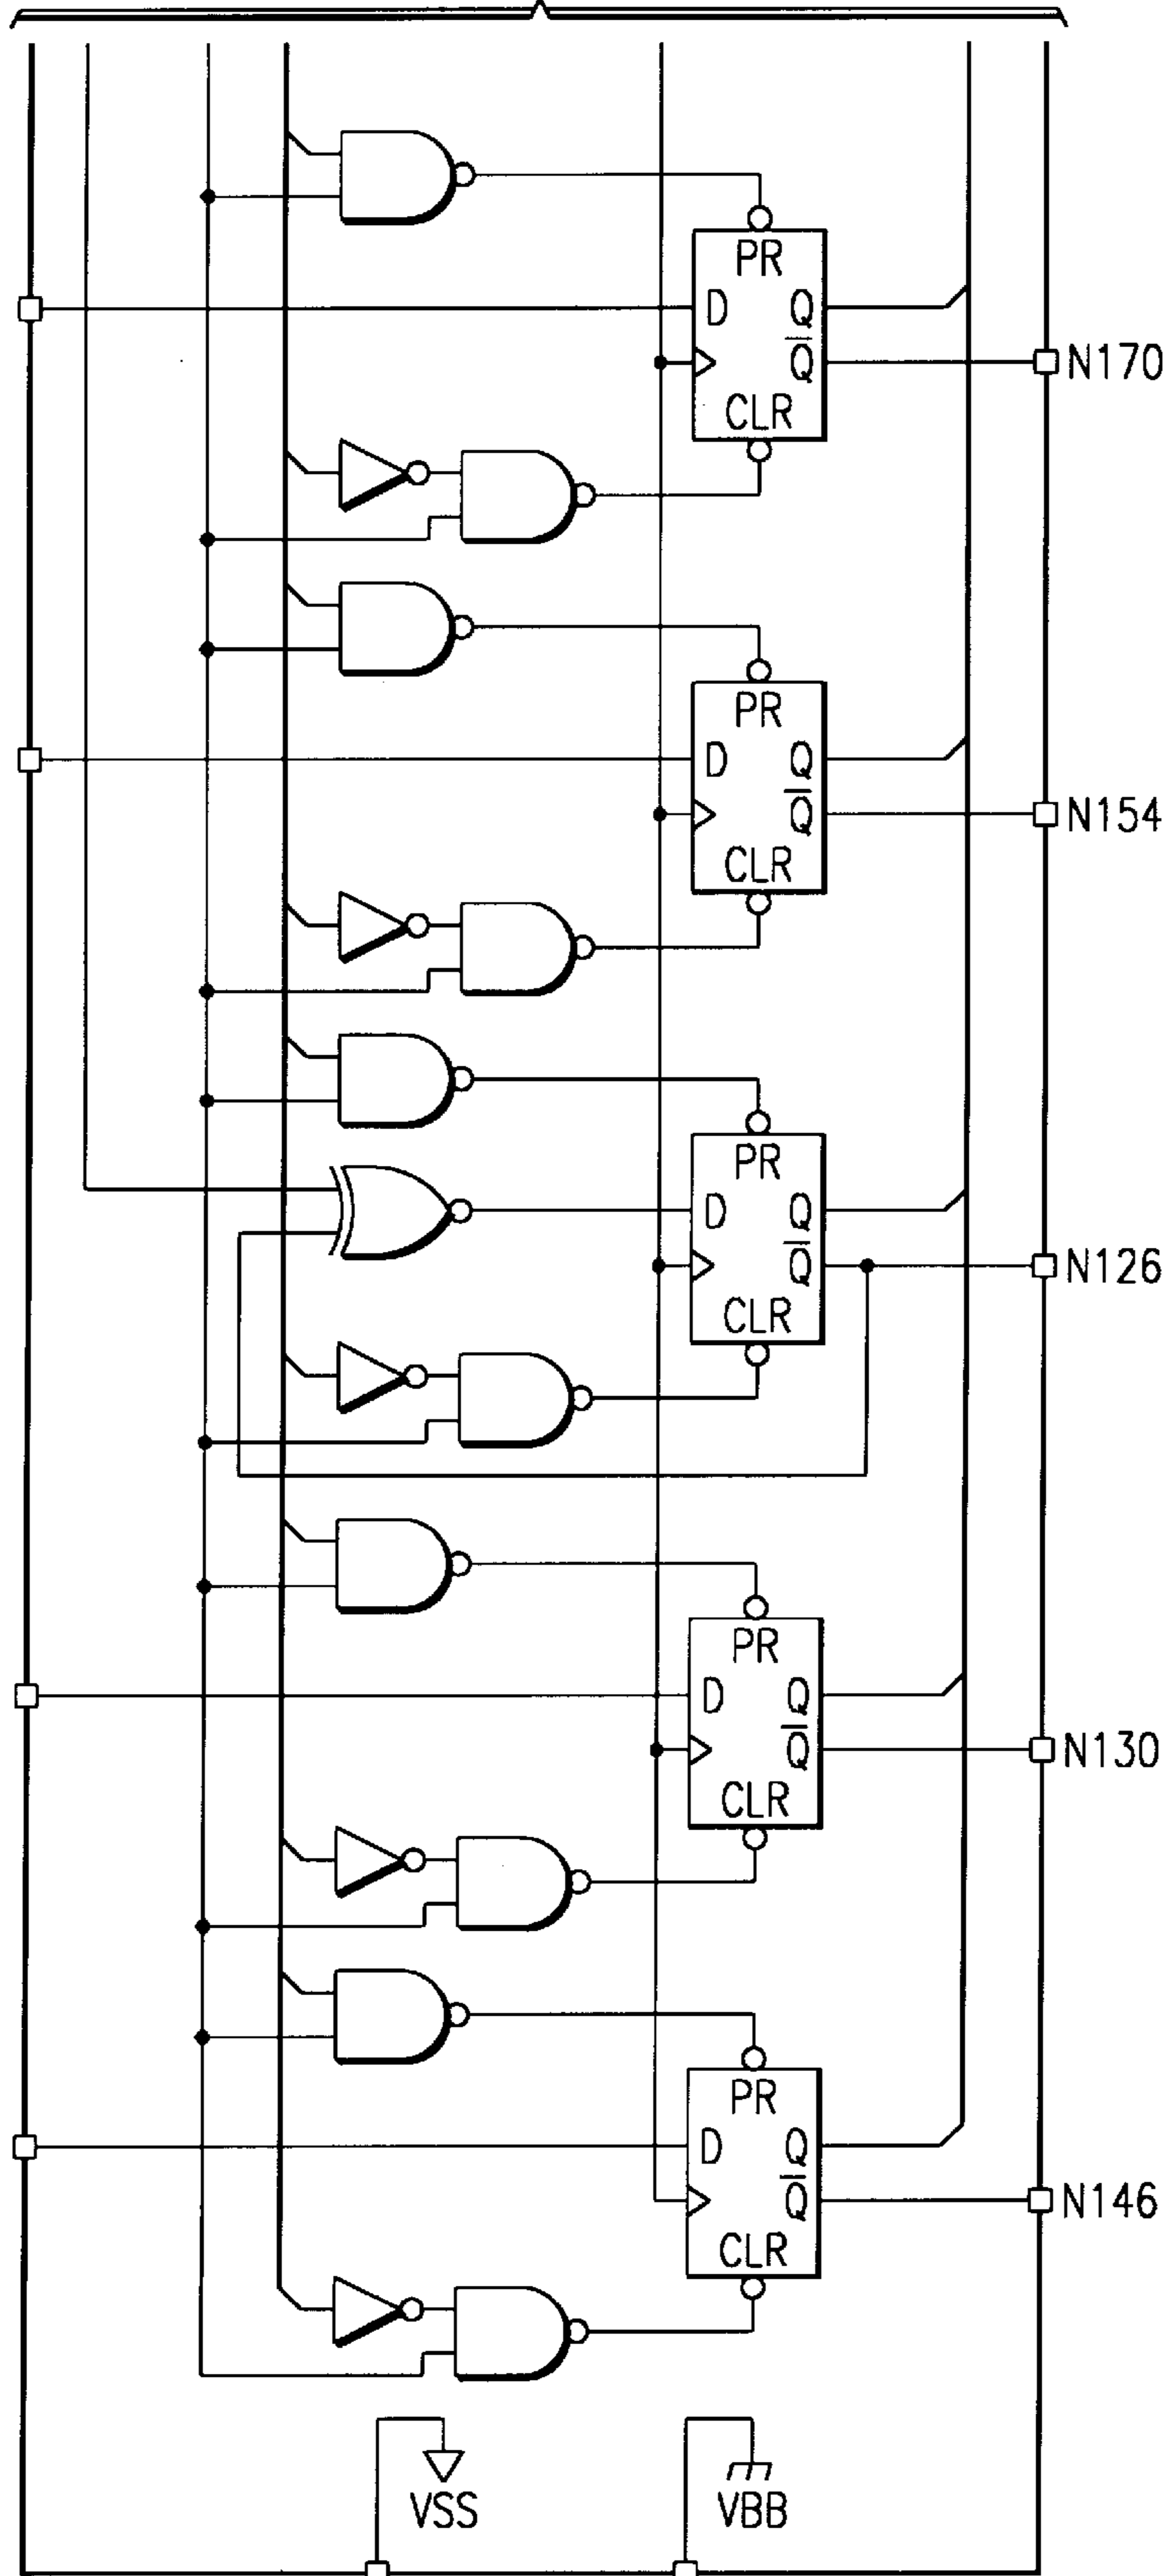 PR
D Q
Q̅ N170
CLR
PR
D Q
Q̅ N154
CLR
PR
D Q
Q̅ N126
CLR
PR
D Q
Q̅ N130
CLR
PR
D Q
Q̅ N146
CLR
VSS VBB